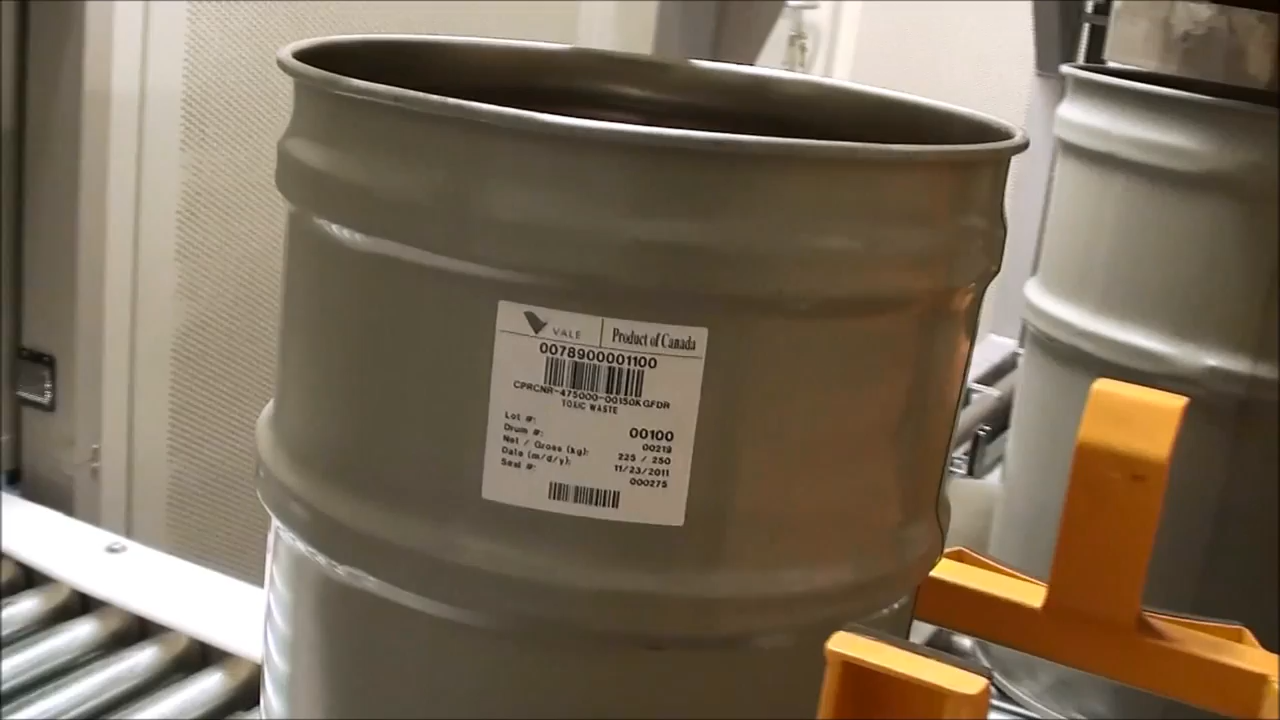 VALE Product of Canada
0078900001100
CPRCNR-475000-00150KGFDR
TOXIC WASTE
Lot #: 00100
Drum #: 00219
Net / Gross (kg): 225 / 250
Date (m/d/y): 11/23/2011
Seal #: 000275